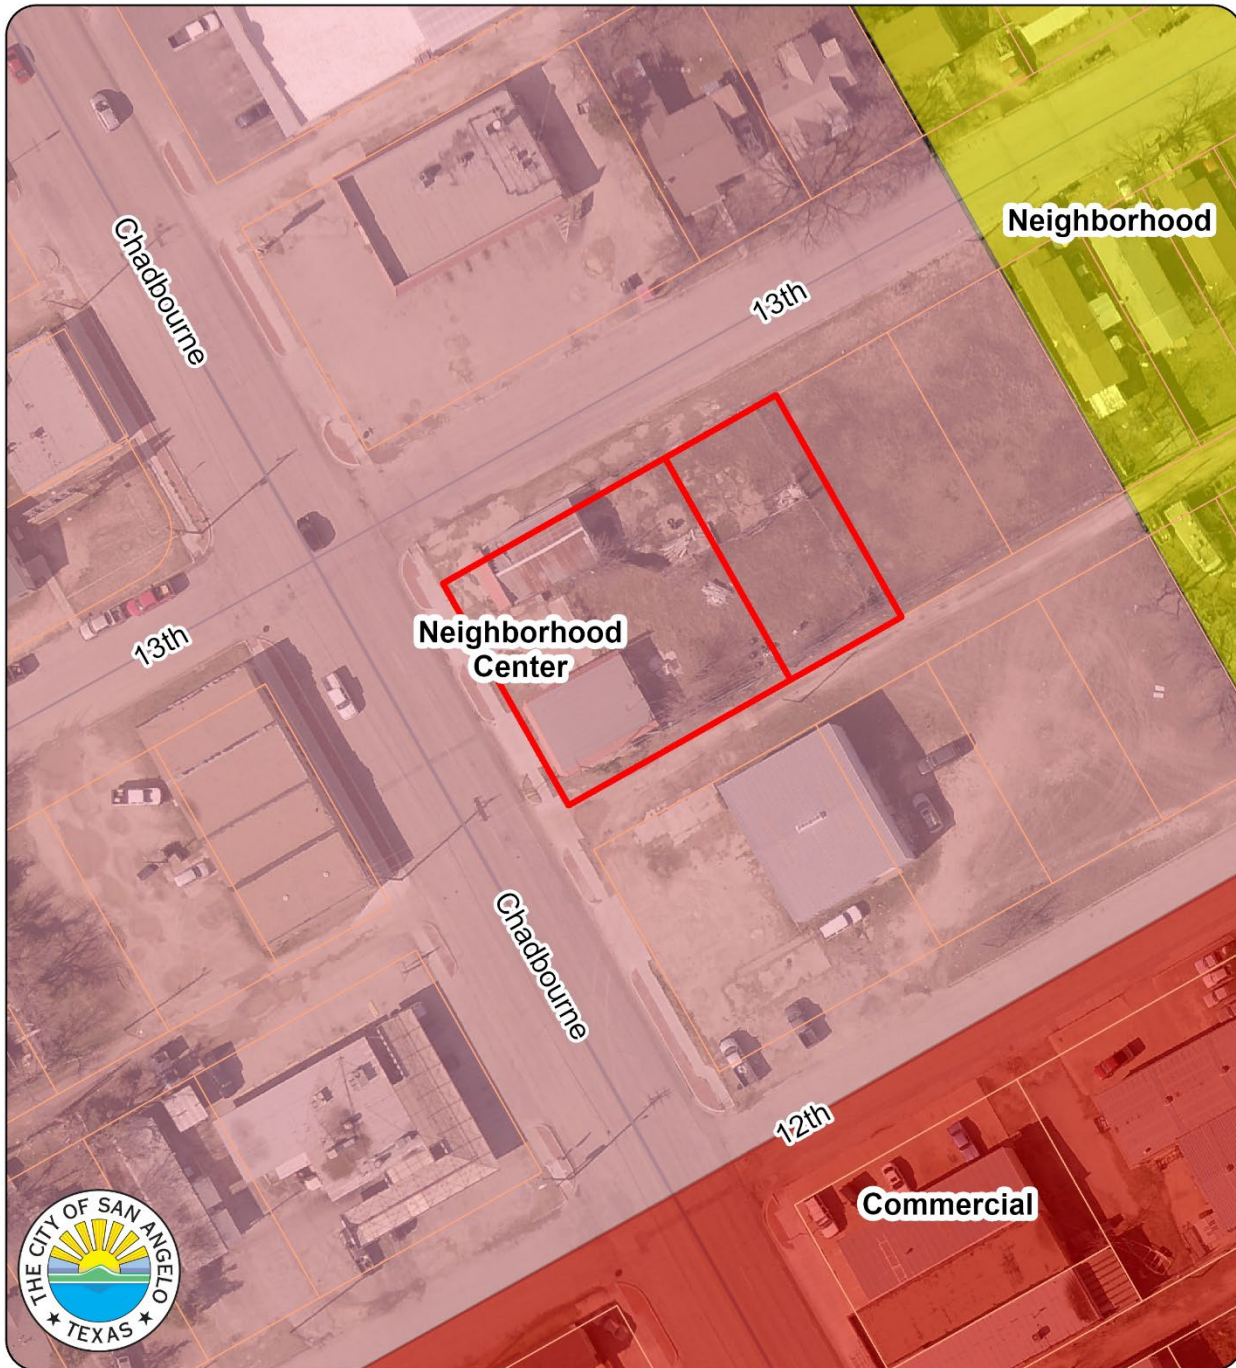 Chadbourne
Neighborhood
13th
13th
Neighborhood
Center
Chadbourne
12th
Commercial
THE CITY OF SAN ANGELO
TEXAS